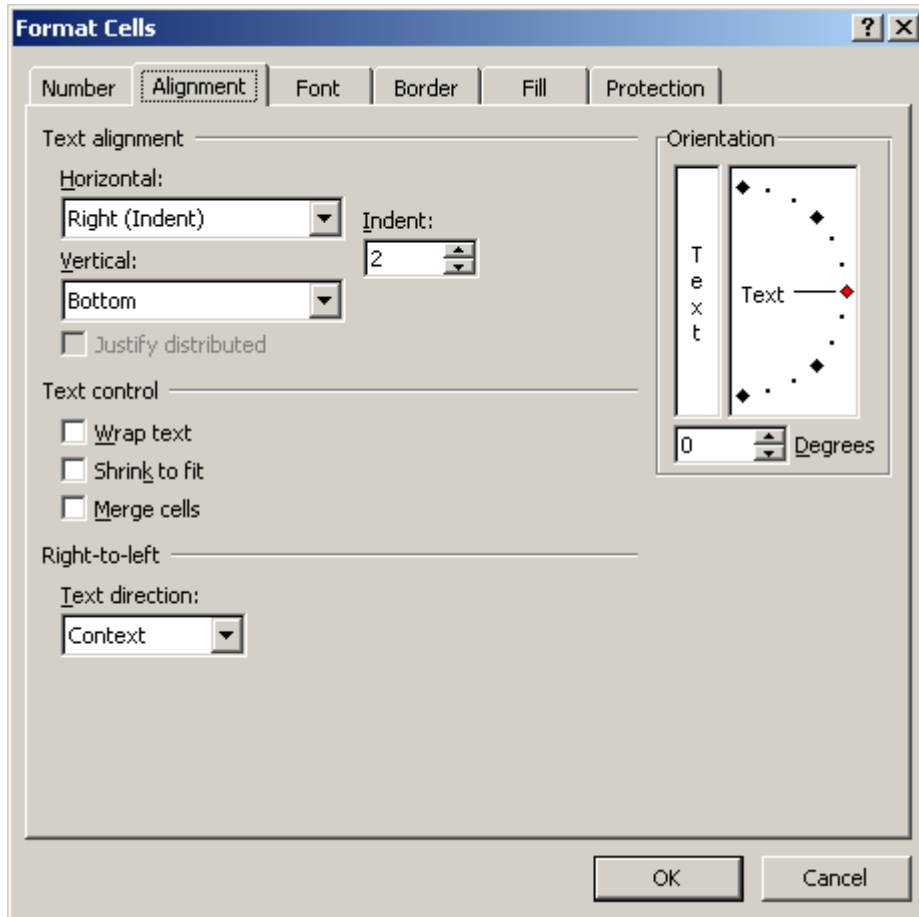 Format Cells
Number Alignment Font Border Fill Protection
Text alignment
Horizontal:
Right (Indent)
Indent:
2
Vertical:
Bottom
Justify distributed
Text control
Wrap text
Shrink to fit
Merge cells
Right-to-left
Text direction:
Context
Orientation
Text
Text
0 Degrees
OK Cancel